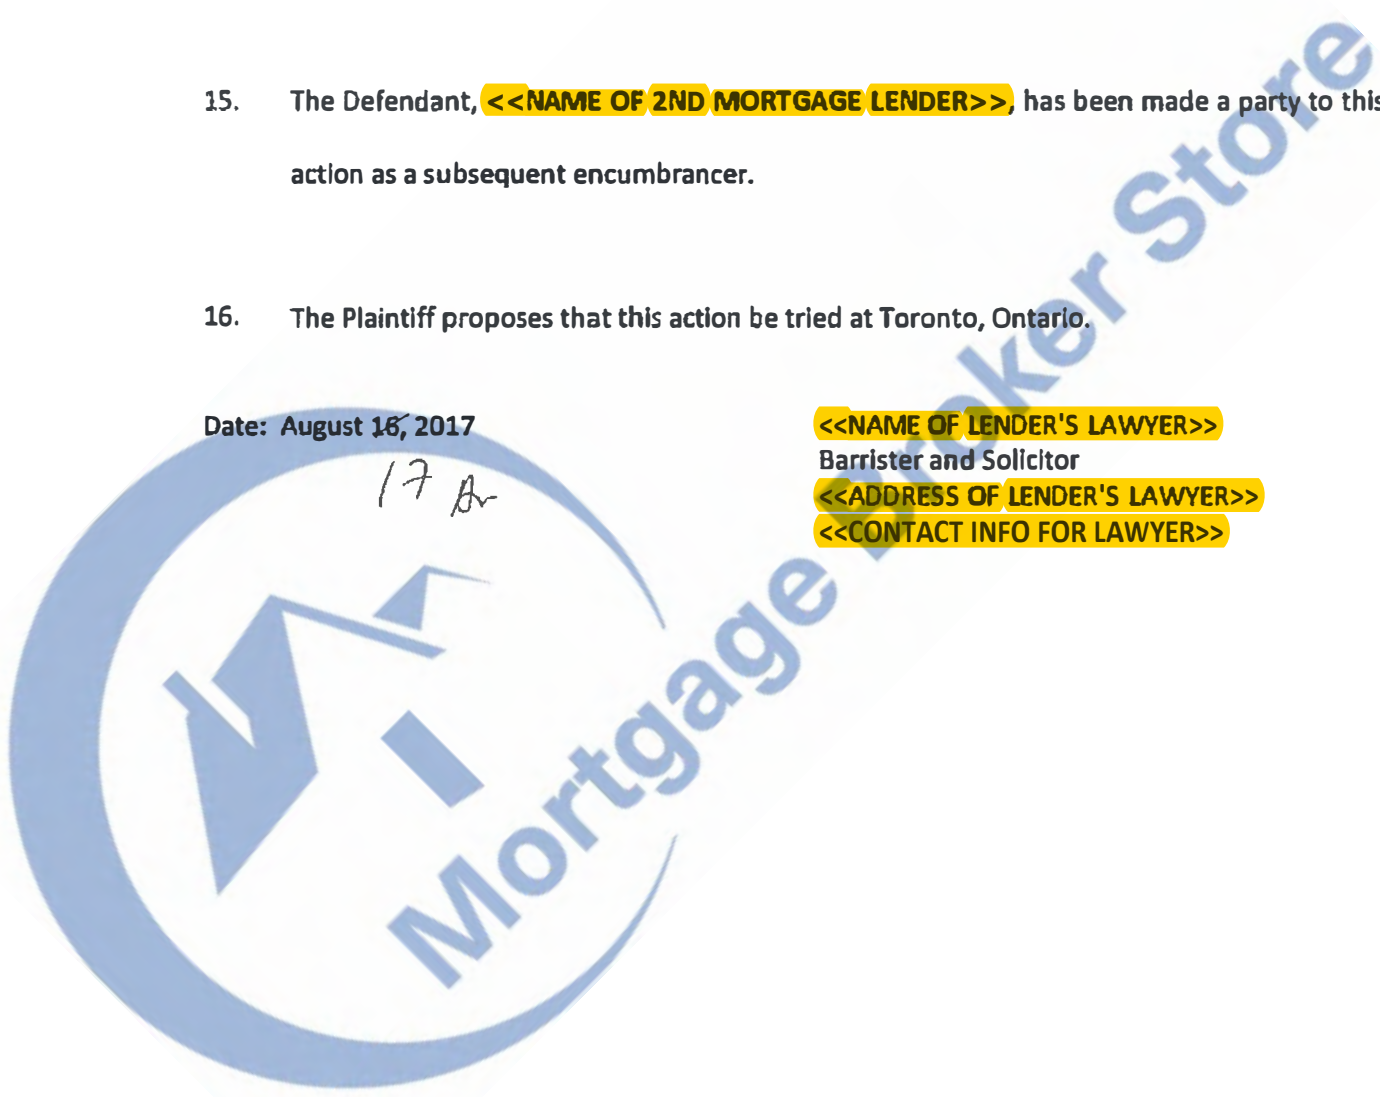 15. The Defendant, <<NAME OF 2ND MORTGAGE LENDER>>, has been made a party to this
action as a subsequent encumbrancer.
16. The Plaintiff proposes that this action be tried at Toronto, Ontario.
Date: August 16, 2017
17
<<NAME OF LENDER'S LAWYER>>
Barrister and Solicitor
<<ADDRESS OF LENDER'S LAWYER>>
<<CONTACT INFO FOR LAWYER>>
Mortgage Broker Store